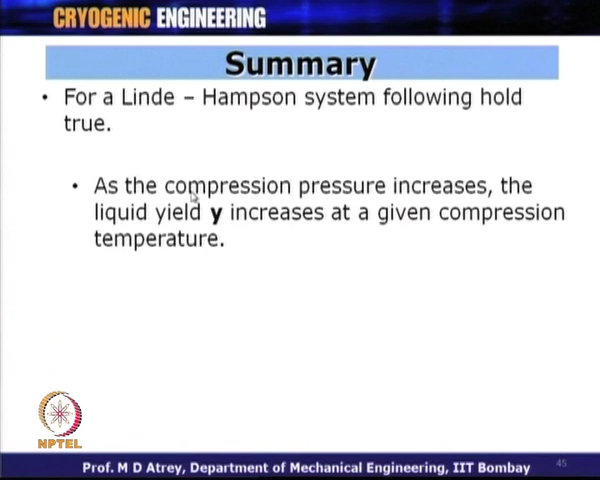 CRYOGENIC ENGINEERING
Summary
• For a Linde – Hampson system following hold
true.
• As the compression pressure increases, the
liquid yield y increases at a given compression
temperature.
NPTEL
Prof. M D Atrey, Department of Mechanical Engineering, IIT Bombay
45